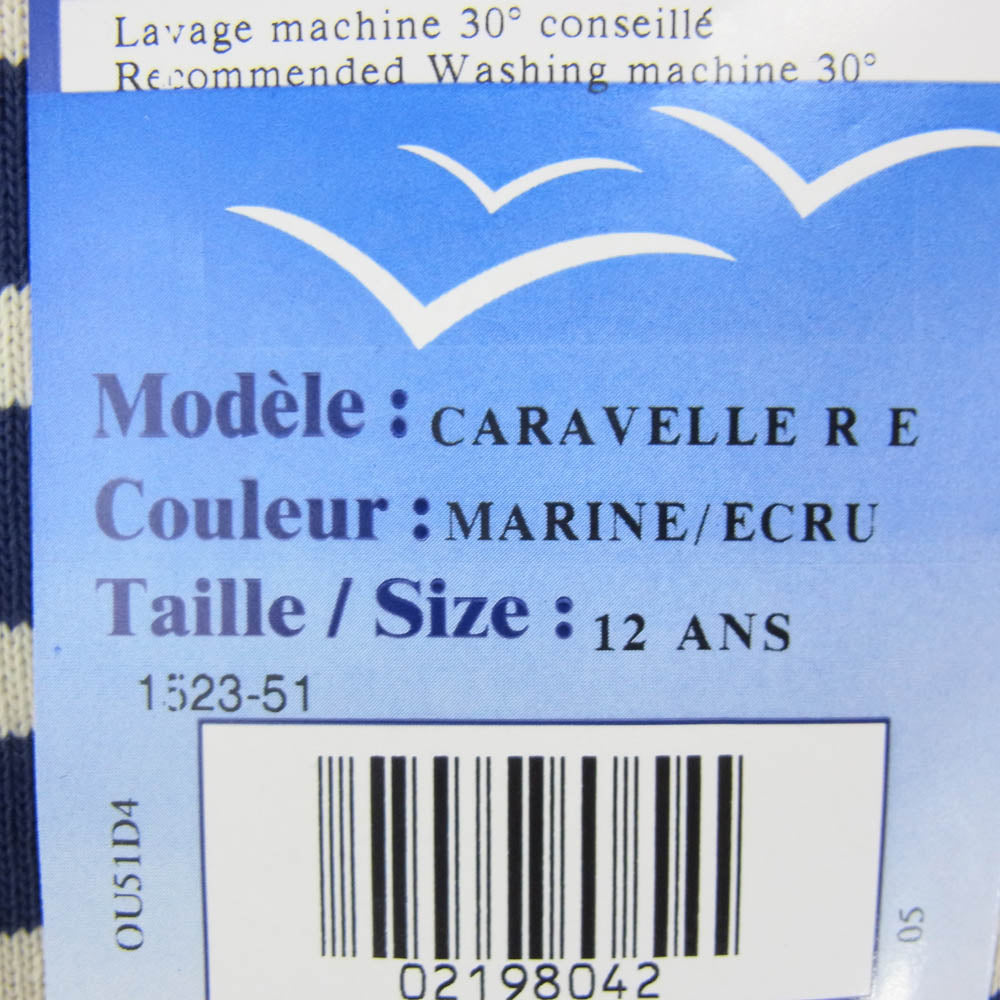 Lavage machine 30° conseillé
Recommended Washing machine 30°
Modèle : CARAVELLE R E
Couleur : MARINE/ECRU
Taille / Size : 12 ANS
1523-51
OU51D4
05
02198042